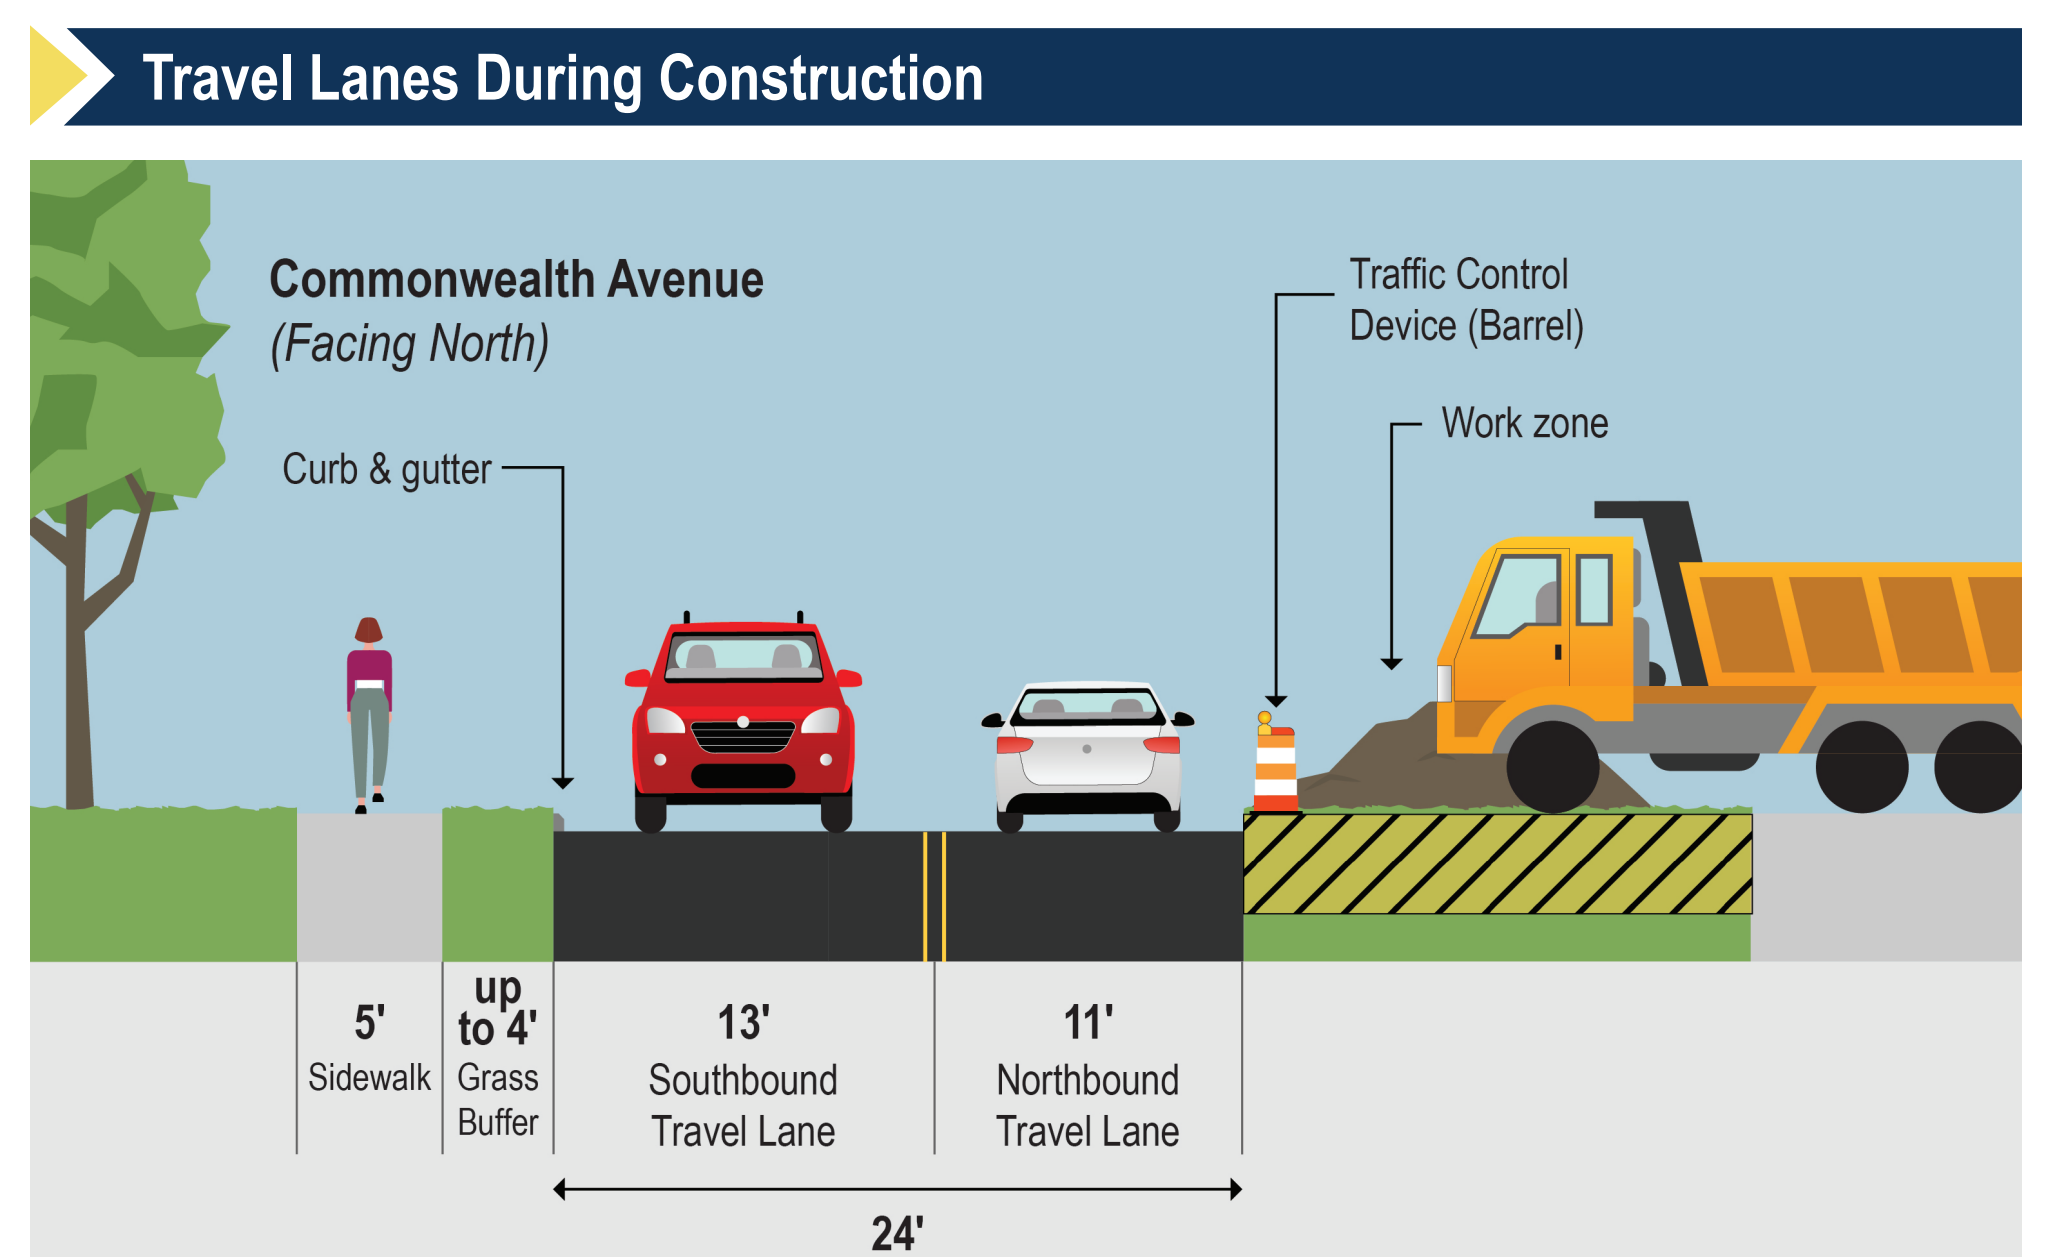 Travel Lanes During Construction
Commonwealth Avenue
(Facing North)
Traffic Control
Device (Barrel)
Work zone
Curb & gutter
5'
Sidewalk
up
to 4'
Grass
Buffer
13'
Southbound
Travel Lane
11'
Northbound
Travel Lane
24'